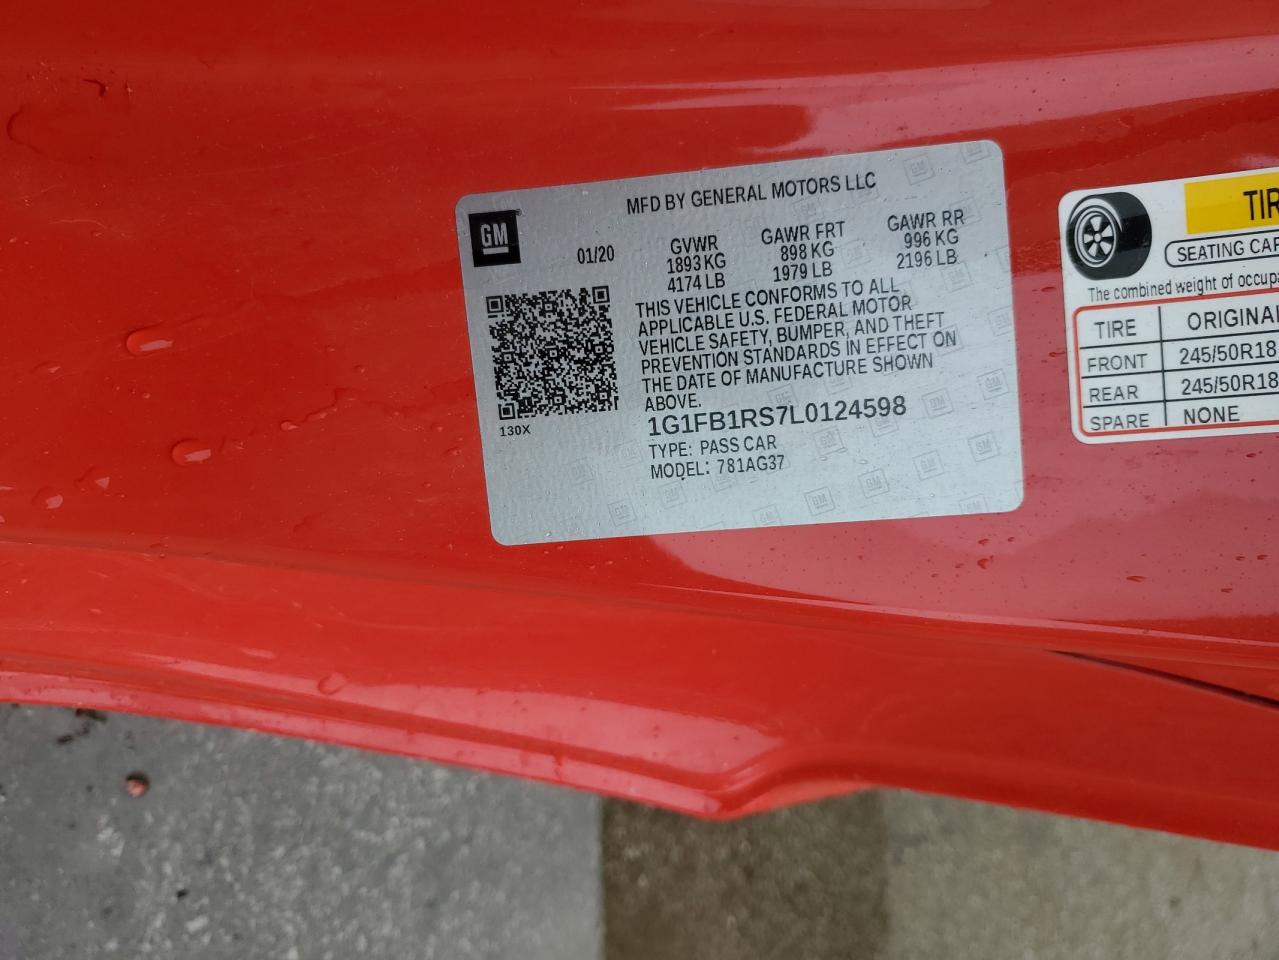 MFD BY GENERAL MOTORS LLC
GM
01/20
GVWR
1893 KG
4174 LB
GAWR FRT
898 KG
1979 LB
GAWR RR
996 KG
2196 LB
THIS VEHICLE CONFORMS TO ALL
APPLICABLE U.S. FEDERAL MOTOR
VEHICLE SAFETY, BUMPER, AND THEFT
PREVENTION STANDARDS IN EFFECT ON
THE DATE OF MANUFACTURE SHOWN
ABOVE.
130X
1G1FB1RS7L0124598
TYPE: PASS CAR
MODEL: 781AG37
TIR
SEATING CAP
The combined weight of occupa
TIRE ORIGINAL
FRONT 245/50R18
REAR 245/50R18
SPARE NONE